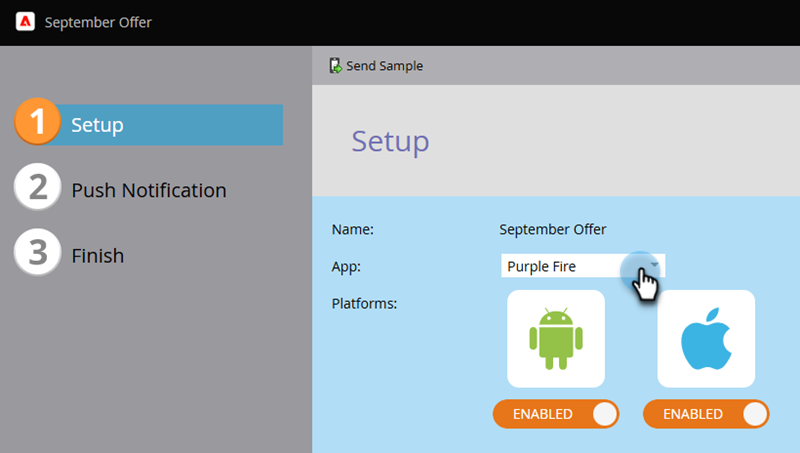 September Offer
Send Sample
1 Setup
2 Push Notification
3 Finish
Setup
Name: September Offer
App: Purple Fire
Platforms:
ENABLED ENABLED